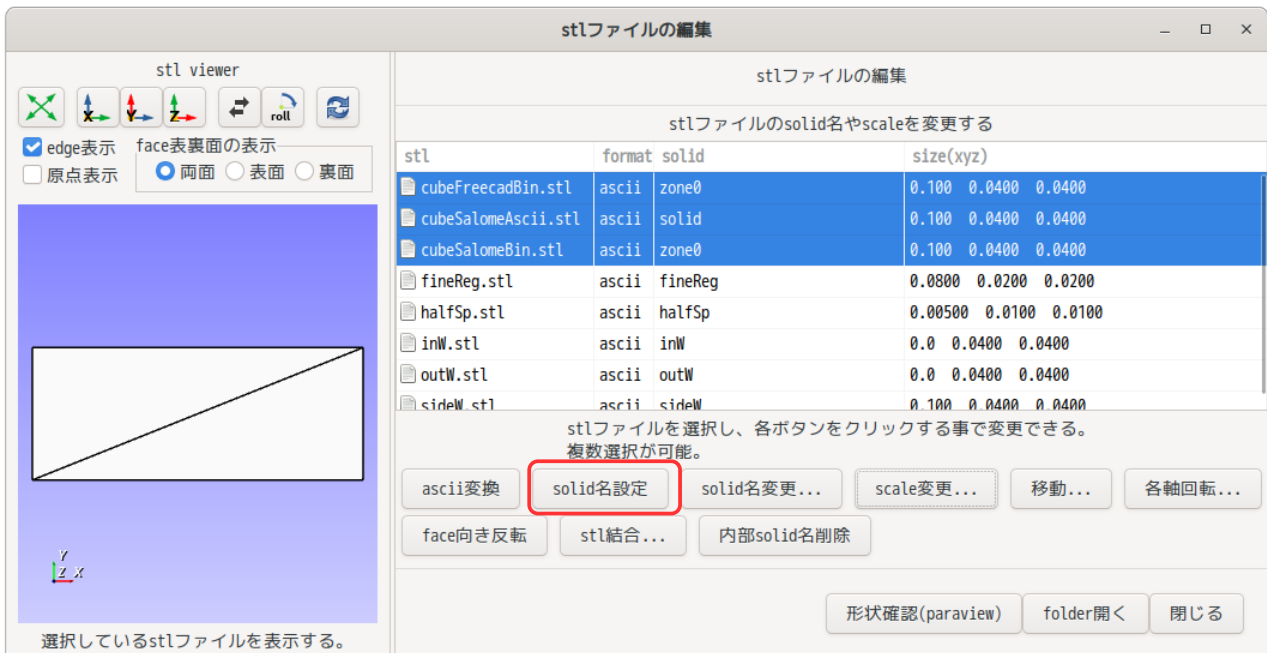 stlファイルの編集
stl viewer
X
Y
Z
roll
edge表示
face表裏面の表示
原点表示
両面 表面 裏面
Y
Z X
選択しているstlファイルを表示する。
stlファイルの編集
stlファイルのsolid名やscaleを変更する
stl format solid size(xyz)
cubeFreecadBin.stl ascii zone0 0.100 0.0400 0.0400
cubeSalomeAscii.stl ascii solid 0.100 0.0400 0.0400
cubeSalomeBin.stl ascii zone0 0.100 0.0400 0.0400
fineReg.stl ascii fineReg 0.0800 0.0200 0.0200
halfSp.stl ascii halfSp 0.00500 0.0100 0.0100
inW.stl ascii inW 0.0 0.0400 0.0400
outW.stl ascii outW 0.0 0.0400 0.0400
sideW.stl ascii sideW 0.100 0.0400 0.0400
stlファイルを選択し、各ボタンをクリックする事で変更できる。
複数選択が可能。
ascii変換 solid名設定 solid名変更... scale変更... 移動... 各軸回転...
face向き反転 stl結合... 内部solid名削除
形状確認(paraview) folder開く 閉じる